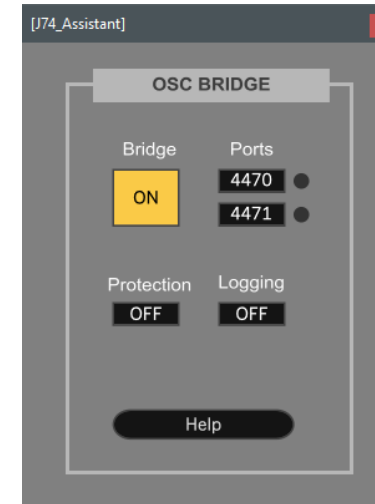 [J74_Assistant]
OSC BRIDGE
Bridge Ports
ON
4470
4471
Protection Logging
OFF OFF
Help